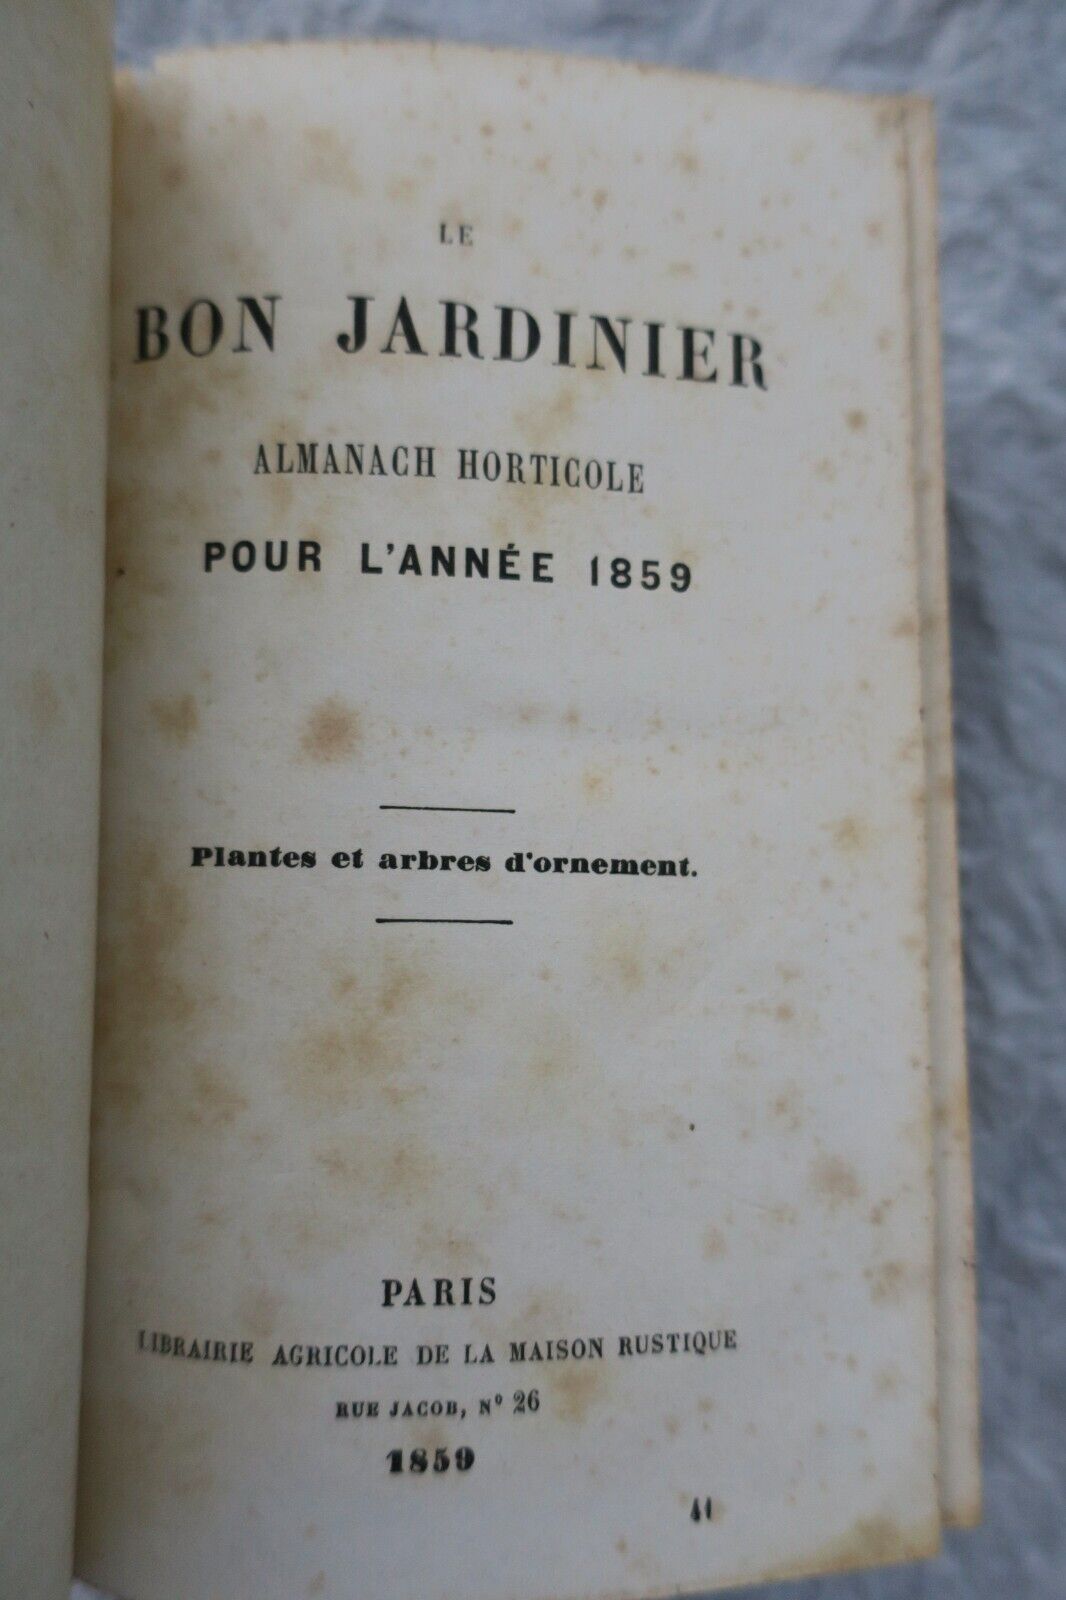 LE
BON JARDINIER
ALMANACH HORTICOLE
POUR L'ANNÉE 1859
Plantes et arbres d'ornement.
PARIS
LIBRAIRIE AGRICOLE DE LA MAISON RUSTIQUE
RUE JACOB, Nº 26
1859
41